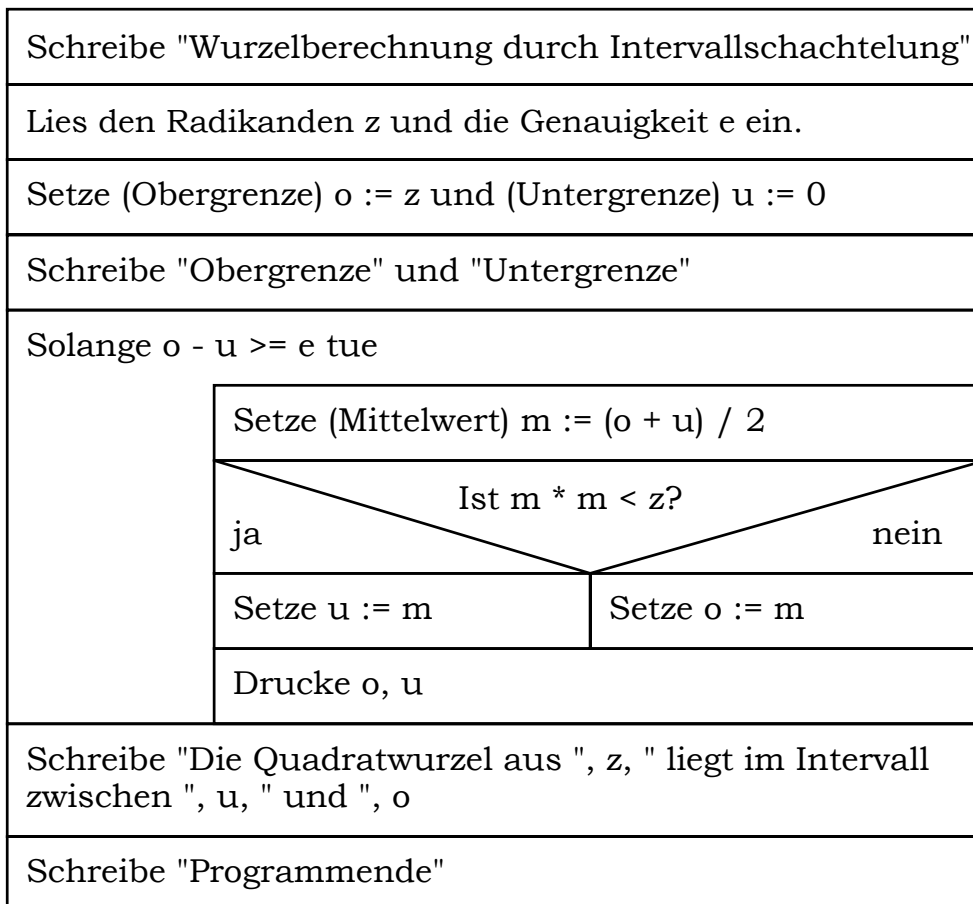 Schreibe "Wurzelberechnung durch Intervallschachtelung"
Lies den Radikanden z und die Genauigkeit e ein.
Setze (Obergrenze) o := z und (Untergrenze) u := 0
Schreibe "Obergrenze" und "Untergrenze"
Solange o - u >= e tue
Setze (Mittelwert) m := (o + u) / 2
Ist m * m < z?
ja
nein
Setze u := m
Setze o := m
Drucke o, u
Schreibe "Die Quadratwurzel aus ", z, " liegt im Intervall
zwischen ", u, " und ", o
Schreibe "Programmende"